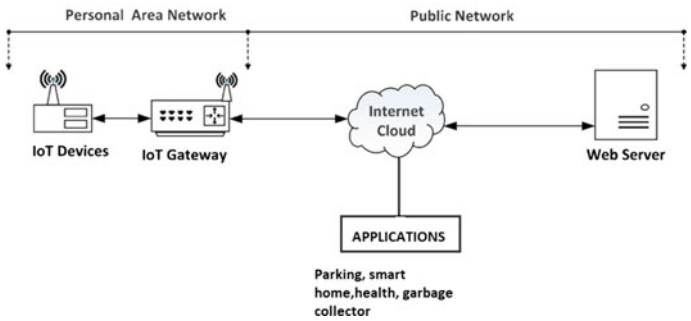 Personal Area Network
Public Network
IoT Devices
IoT Gateway
Internet
Cloud
Web Server
APPLICATIONS
Parking, smart
home,health, garbage
collector